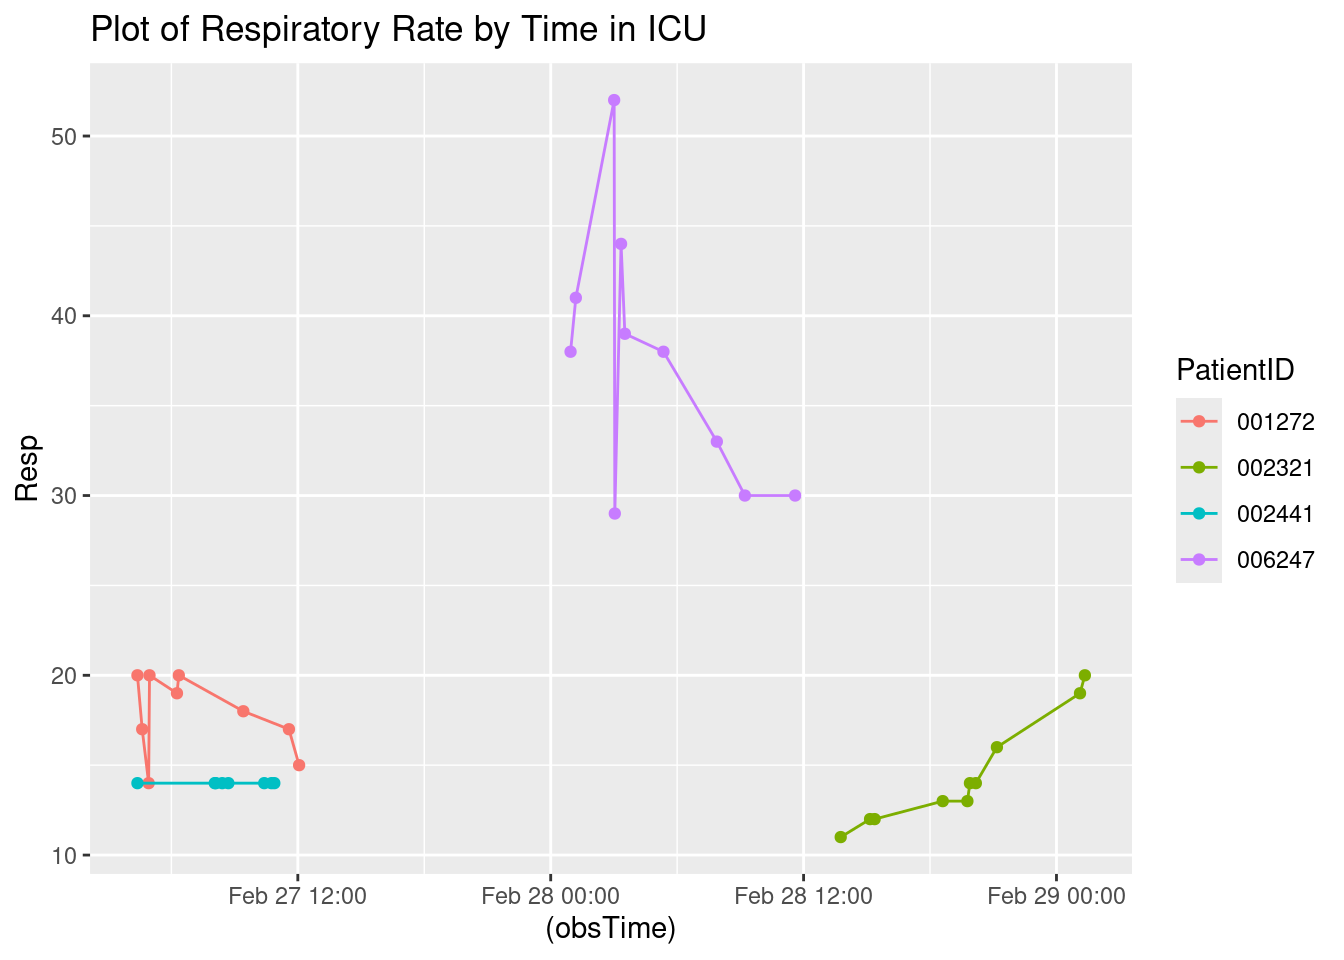 Plot of Respiratory Rate by Time in ICU
Resp
50
40
30
20
10
Feb 27 12:00
Feb 28 00:00
Feb 28 12:00
Feb 29 00:00
(obsTime)
PatientID
001272
002321
002441
006247